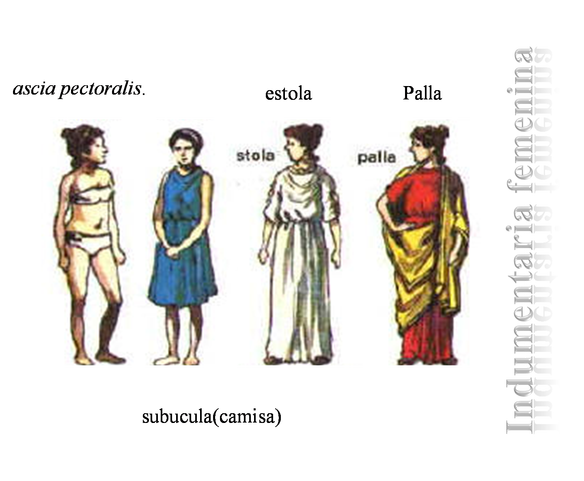 ascia pectoralis.
estola
Palla
stola
palla
subucula(camisa)
Indumentaria femenina